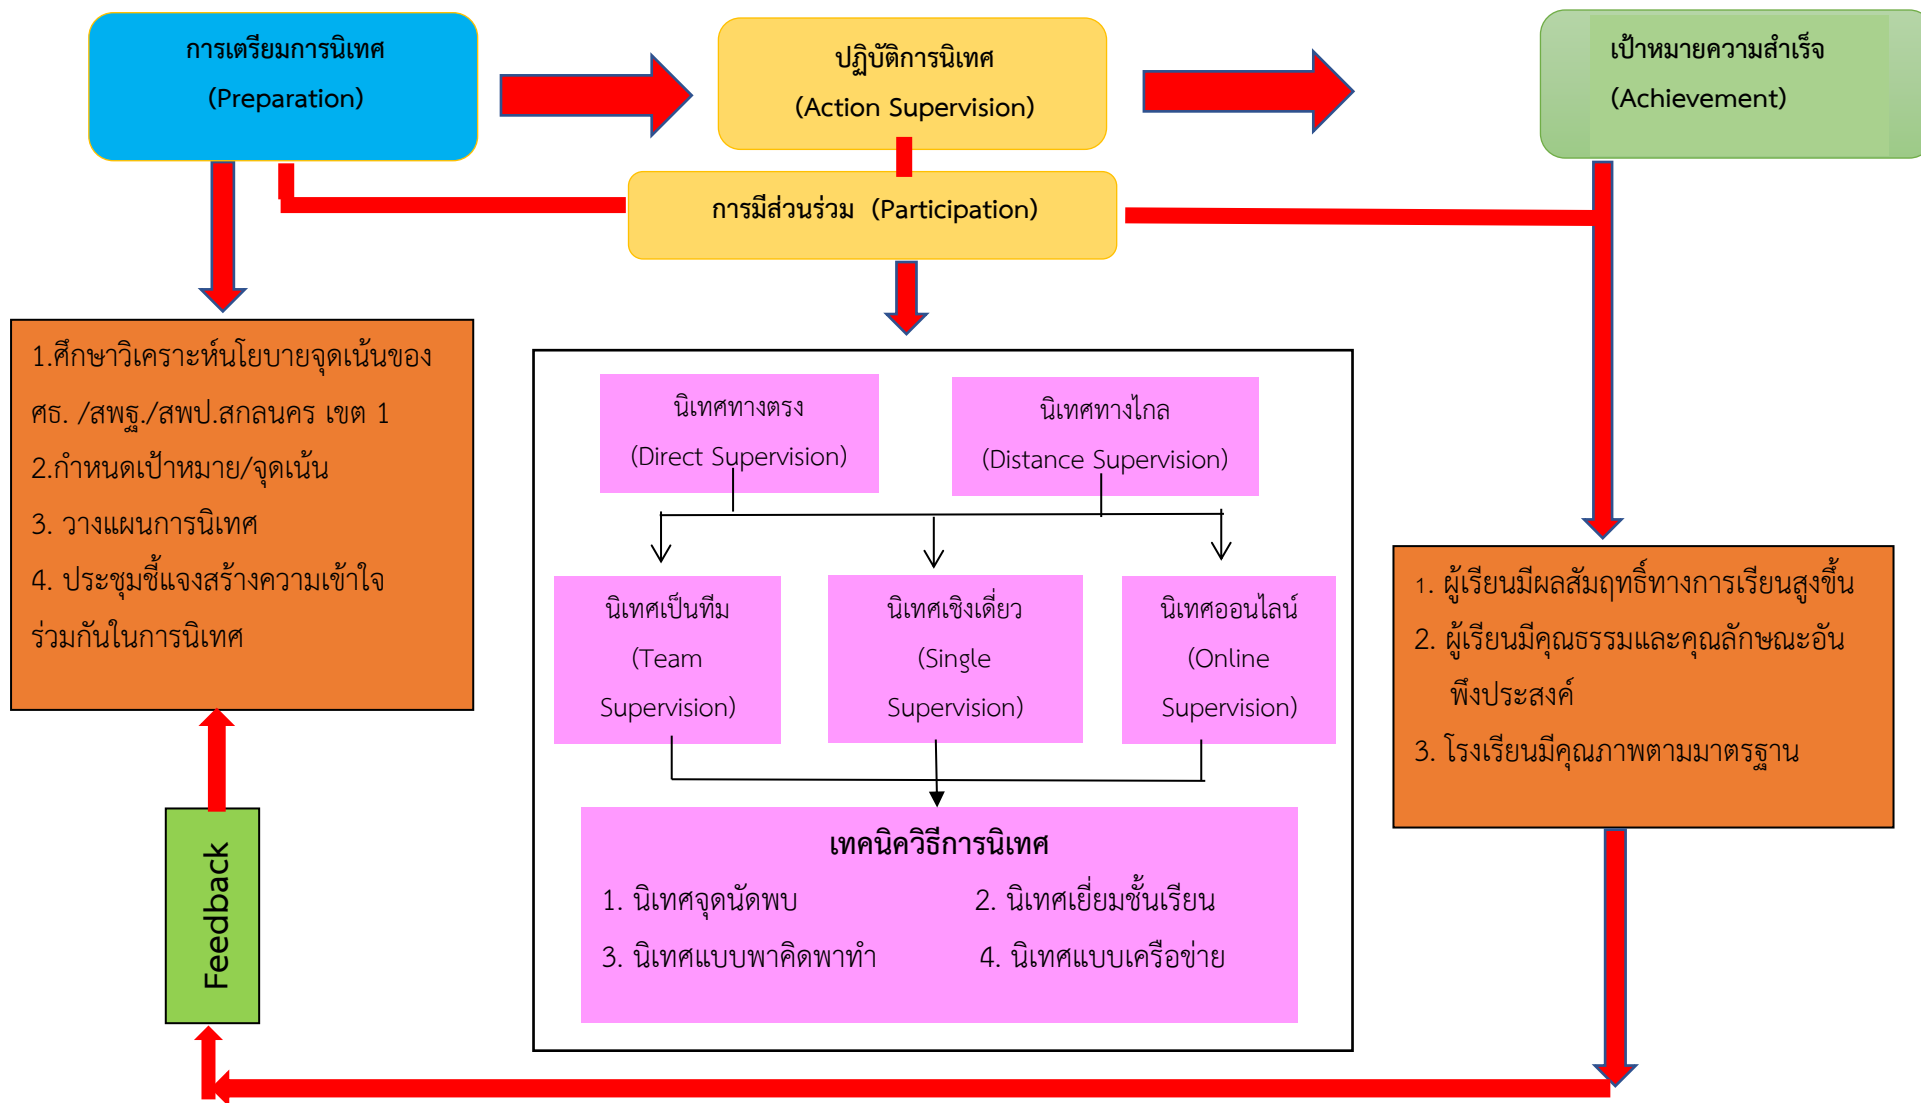 การเตรียมการนิเทศ
(Preparation)
ปฏิบัติการนิเทศ
(Action Supervision)
เป้าหมายความสำเร็จ
(Achievement)
การมีส่วนร่วม (Participation)
1.ศึกษาวิเคราะห์นโยบายจุดเน้นของ
ศธ. /สพฐ./สพป.สกลนคร เขต 1
2.กำหนดเป้าหมาย/จุดเน้น
3. วางแผนการนิเทศ
4. ประชุมชี้แจงสร้างความเข้าใจ
ร่วมกันในการนิเทศ
นิเทศทางตรง
(Direct Supervision)
นิเทศทางไกล
(Distance Supervision)
นิเทศเป็นทีม
(Team
Supervision)
นิเทศเชิงเดี่ยว
(Single
Supervision)
นิเทศออนไลน์
(Online
Supervision)
เทคนิควิธีการนิเทศ
1. นิเทศจุดนัดพบ
2. นิเทศเยี่ยมชั้นเรียน
3. นิเทศแบบพาคิดพาทำ
4. นิเทศแบบเครือข่าย
1. ผู้เรียนมีผลสัมฤทธิ์ทางการเรียนสูงขึ้น
2. ผู้เรียนมีคุณธรรมและคุณลักษณะอัน
พึงประสงค์
3. โรงเรียนมีคุณภาพตามมาตรฐาน
Feedback